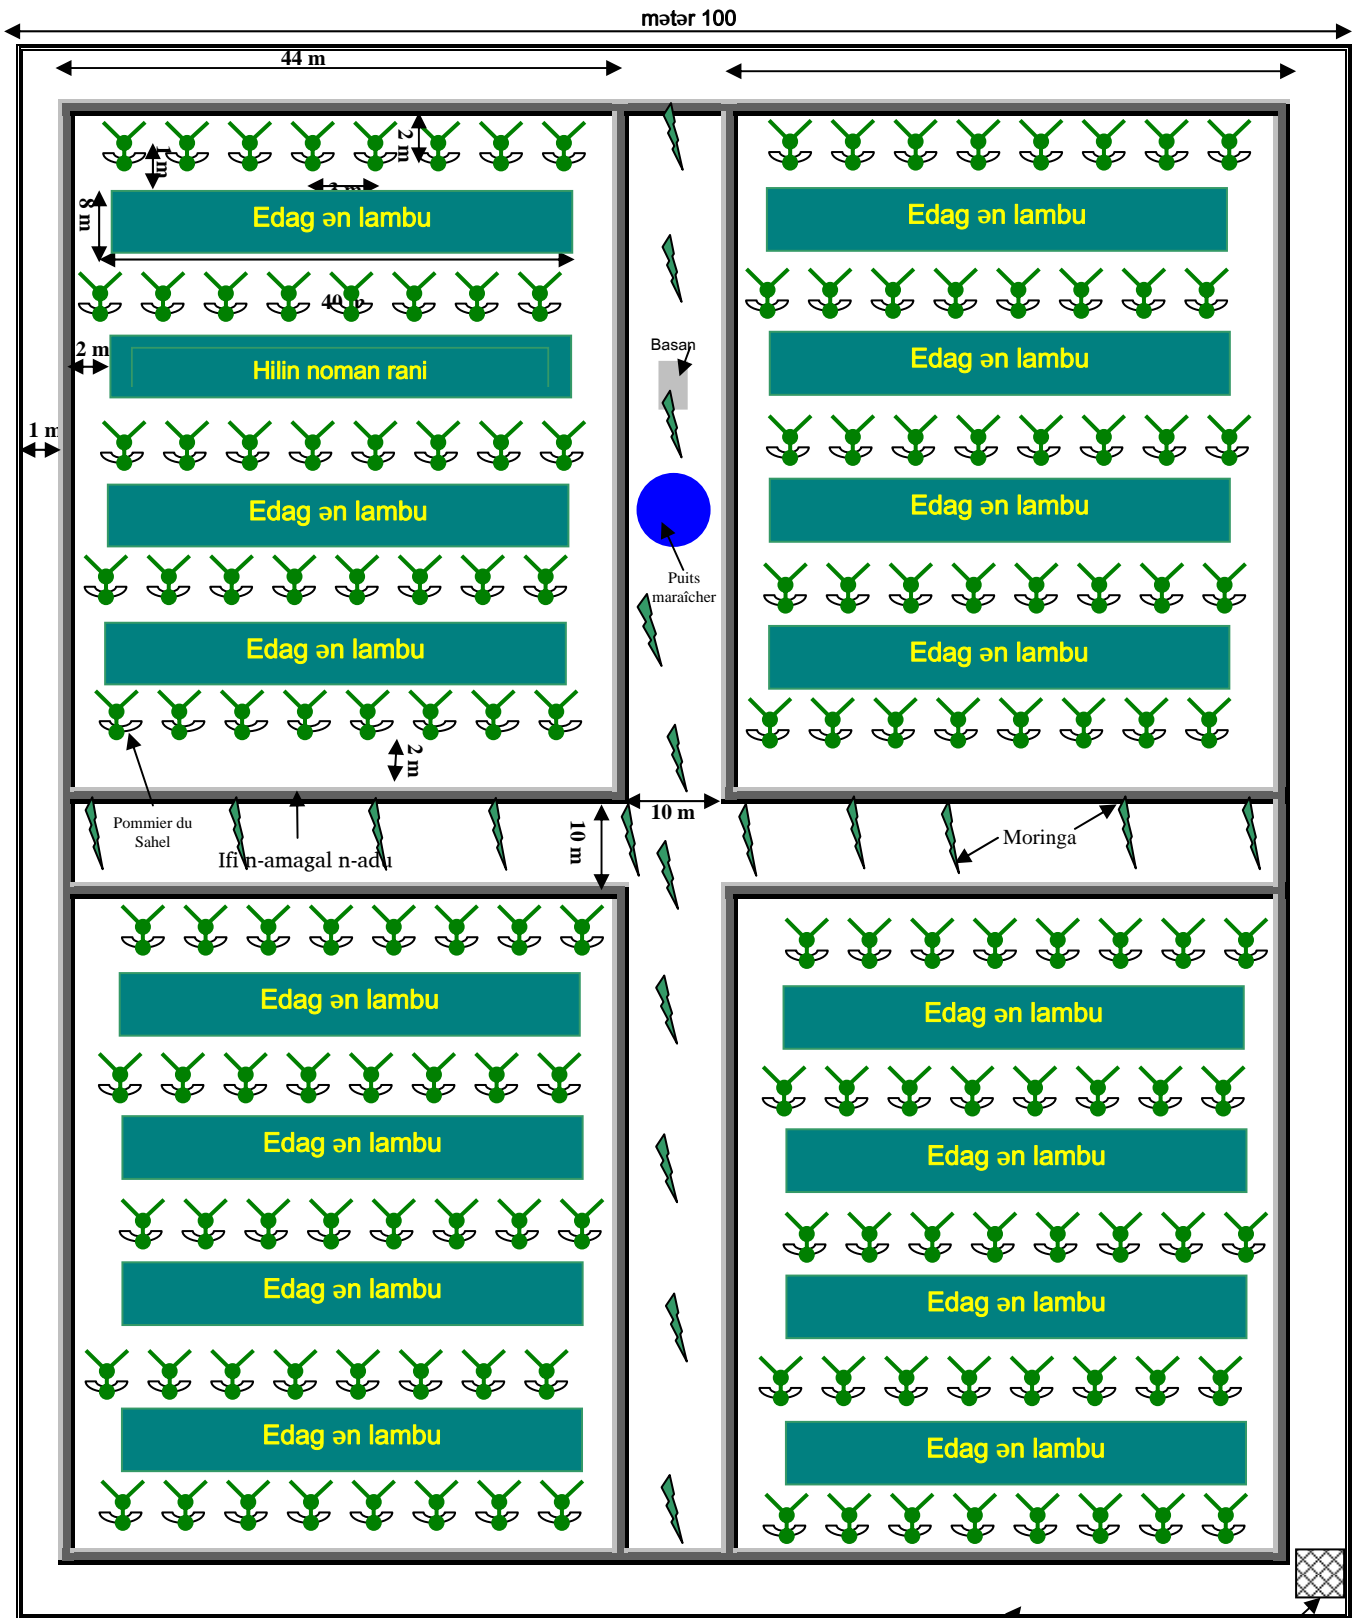 mətər 100
44 m
2 m
1 m
8 m
Edag ən lambu
Edag ən lambu
2 m
Hilin noman rani
Basan
Edag ən lambu
1 m
Edag ən lambu
Edag ən lambu
Puits
maraîcher
Edag ən lambu
Edag ən lambu
2 m
10 m
Pommier du
Sahel
10 m
Moringa
Ifi n-amagal n-adu
Edag ən lambu
Edag ən lambu
Edag ən lambu
Edag ən lambu
Edag ən lambu
Edag ən lambu
Edag ən lambu
Edag ən lambu